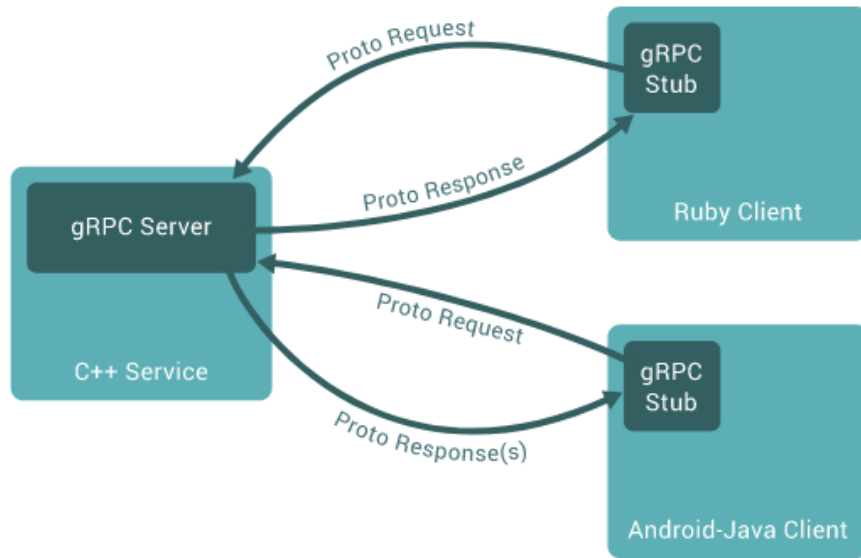 Proto Request
gRPC
Stub
Proto Response
Ruby Client
gRPC Server
C++ Service
Proto Request
gRPC
Stub
Proto Response(s)
Android-Java Client